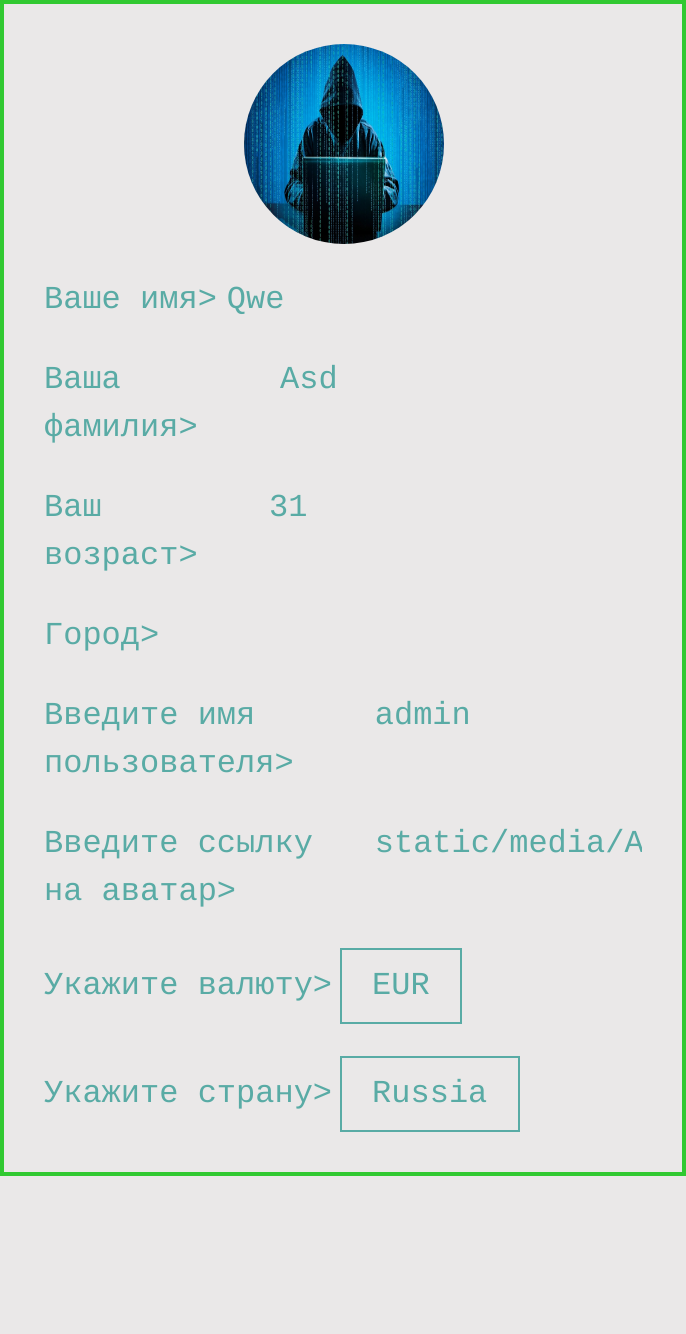 Ваше имя> Qwe
Ваша Asd
фамилия>
Ваш 31
возраст>
Город>
Введите имя admin
пользователя>
Введите ссылку static/media/A
на аватар>
Укажите валюту> EUR
Укажите страну> Russia